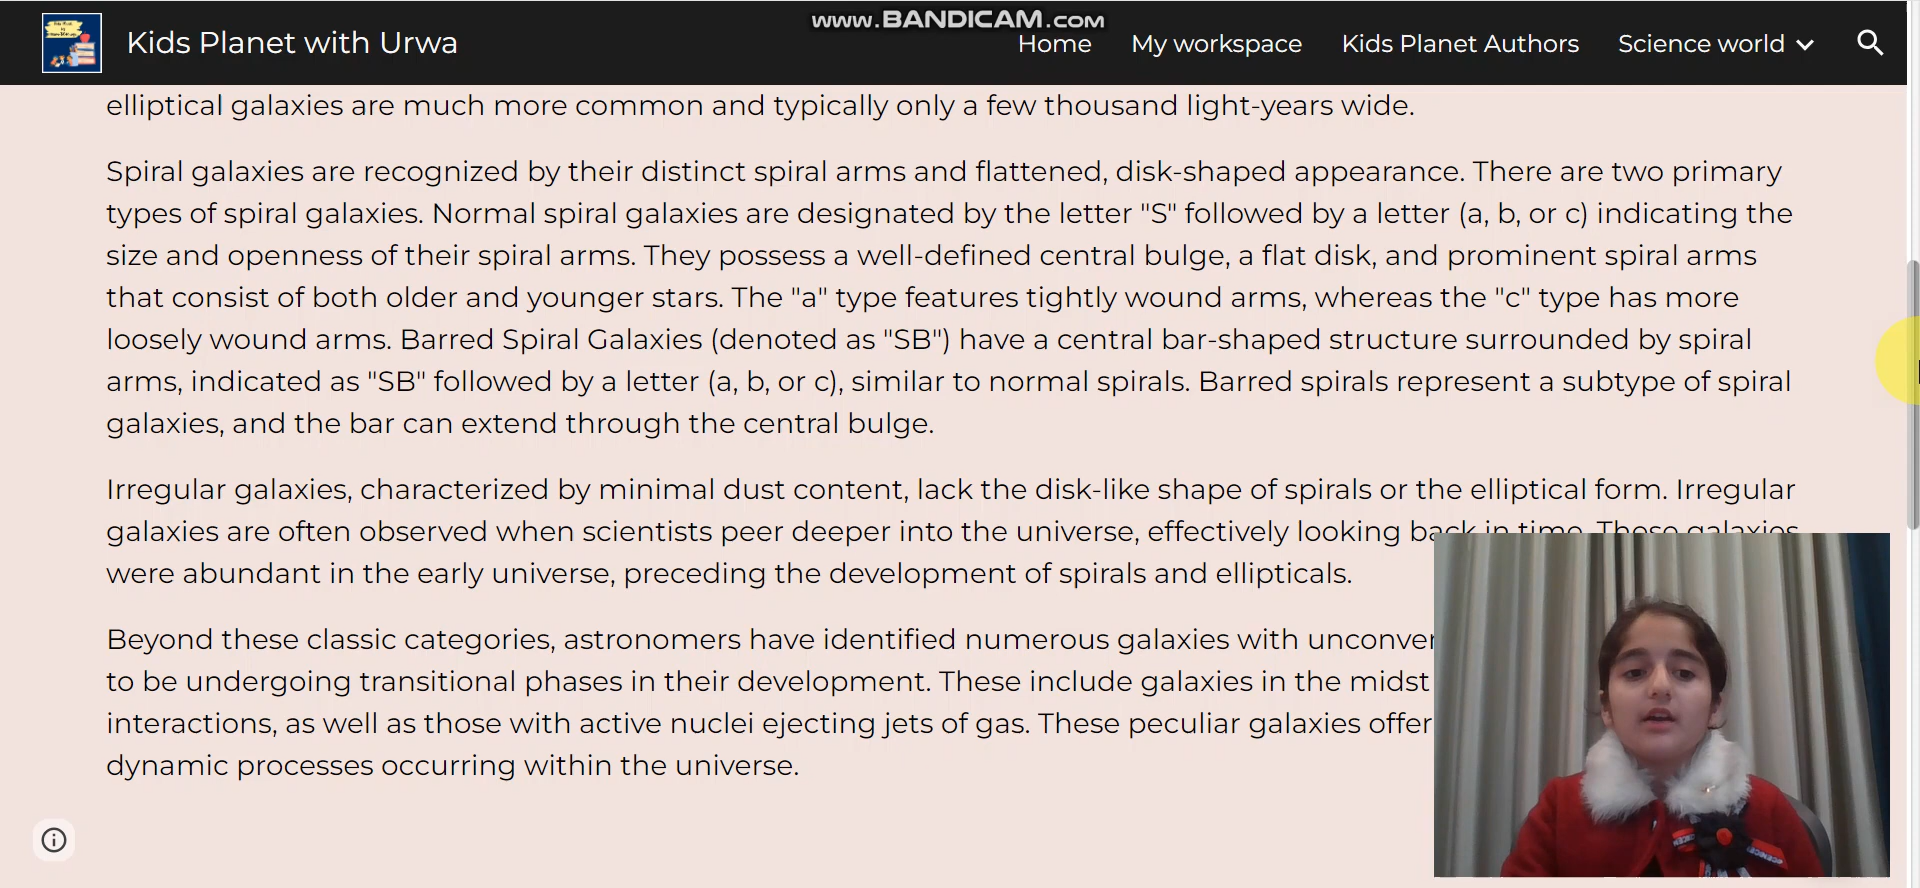 www.BANDICAM.com
Kids Planet with Urwa
Home
My workspace
Kids Planet Authors
Science world
elliptical galaxies are much more common and typically only a few thousand light-years wide.
Spiral galaxies are recognized by their distinct spiral arms and flattened, disk-shaped appearance. There are two primary
types of spiral galaxies. Normal spiral galaxies are designated by the letter "S" followed by a letter (a, b, or c) indicating the
size and openness of their spiral arms. They possess a well-defined central bulge, a flat disk, and prominent spiral arms
that consist of both older and younger stars. The "a" type features tightly wound arms, whereas the "c" type has more
loosely wound arms. Barred Spiral Galaxies (denoted as "SB") have a central bar-shaped structure surrounded by spiral
arms, indicated as "SB" followed by a letter (a, b, or c), similar to normal spirals. Barred spirals represent a subtype of spiral
galaxies, and the bar can extend through the central bulge.
Irregular galaxies, characterized by minimal dust content, lack the disk-like shape of spirals or the elliptical form. Irregular
galaxies are often observed when scientists peer deeper into the universe, effectively looking back in time. These galaxies
were abundant in the early universe, preceding the development of spirals and ellipticals.
Beyond these classic categories, astronomers have identified numerous galaxies with
to be undergoing transitional phases in their development. These include galaxies in the midst
interactions, as well as those with active nuclei ejecting jets of gas. These peculiar galaxies offer
dynamic processes occurring within the universe.